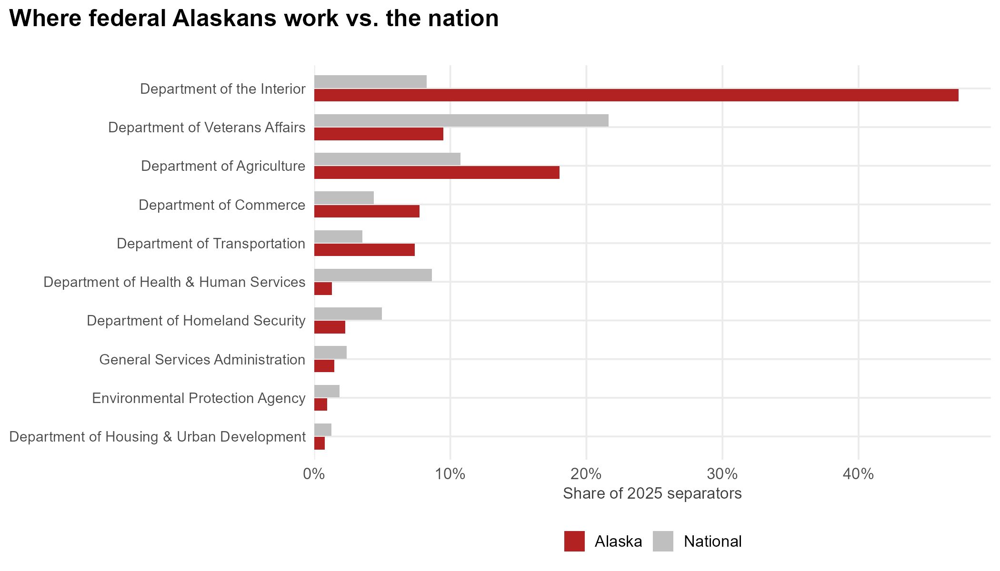 Where federal Alaskans work vs. the nation
Department of the Interior
Department of Veterans Affairs
Department of Agriculture
Department of Commerce
Department of Transportation
Department of Health & Human Services
Department of Homeland Security
General Services Administration
Environmental Protection Agency
Department of Housing & Urban Development
0% 10% 20% 30% 40%
Share of 2025 separators
Alaska National